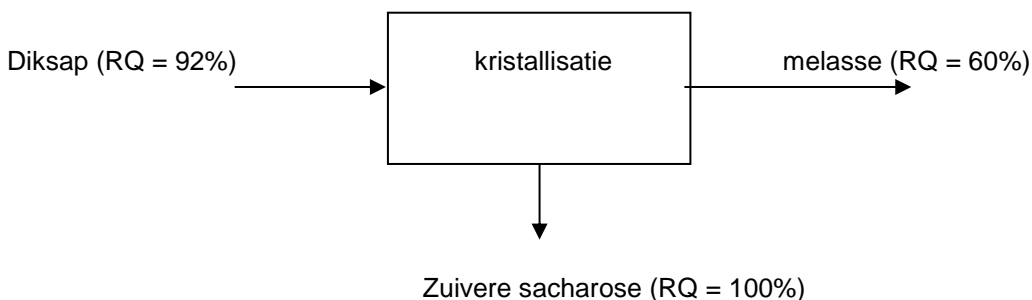 Diksap (RQ = 92%)
kristallisatie
melasse (RQ = 60%)
Zuivere sacharose (RQ = 100%)